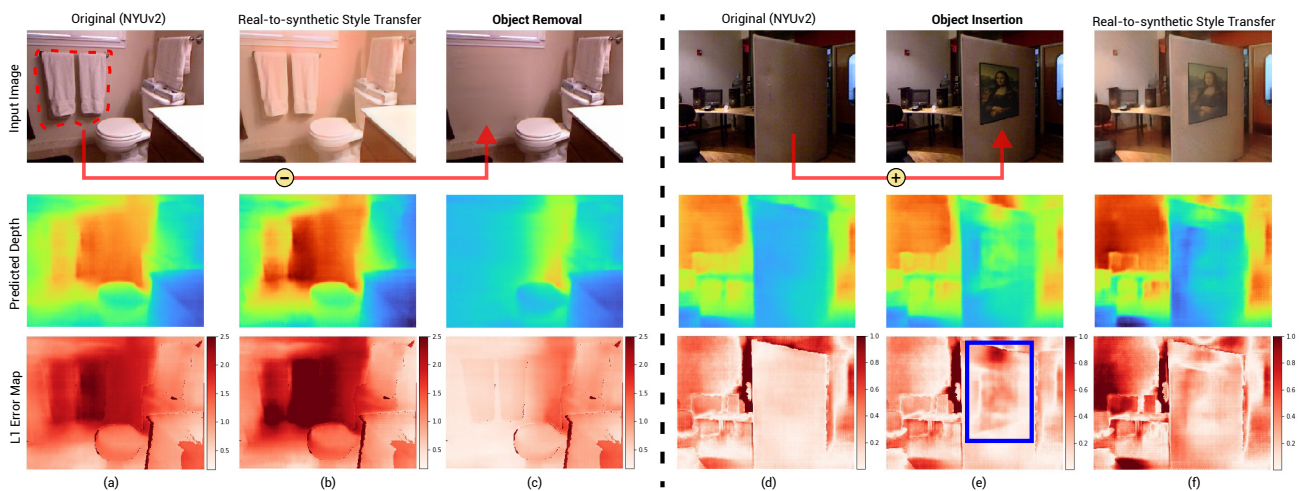 Original (NYUv2)
Real-to-synthetic Style Transfer
Object Removal
Original (NYUv2)
Object Insertion
Real-to-synthetic Style Transfer
Input Image
−
+
Predicted Depth
L1 Error Map
2.5
2.0
1.5
1.0
0.5
2.5
2.0
1.5
1.0
0.5
2.5
2.0
1.5
1.0
0.5
1.0
0.8
0.6
0.4
0.2
1.0
0.8
0.6
0.4
0.2
1.0
0.8
0.6
0.4
0.2
(a)
(b)
(c)
(d)
(e)
(f)